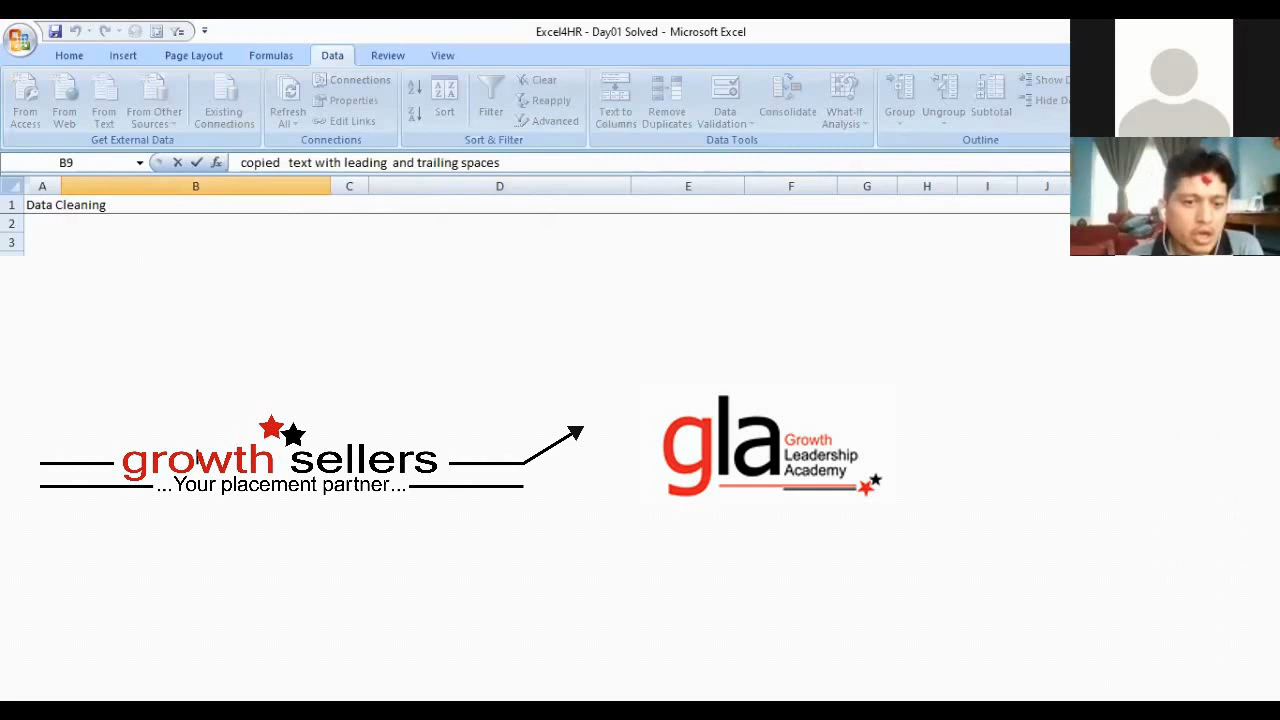 Excel4HR - Day01 Solved - Microsoft Excel
Home Insert Page Layout Formulas Data Review View
From Access
From Web
From Text
From Other Sources
Existing Connections
Get External Data
Refresh All
Connections
Properties
Edit Links
Connections
Sort
Filter
Clear
Reapply
Advanced
Sort & Filter
Text to Columns
Remove Duplicates
Data Validation
Consolidate
What-If Analysis
Data Tools
Group
Ungroup
Subtotal
Show
Hide
Outline
B9 copied  text with leading  and trailing spaces
A B C D E F G H I J
1 Data Cleaning
2
3
growth sellers
...Your placement partner...
gla
Growth
Leadership
Academy